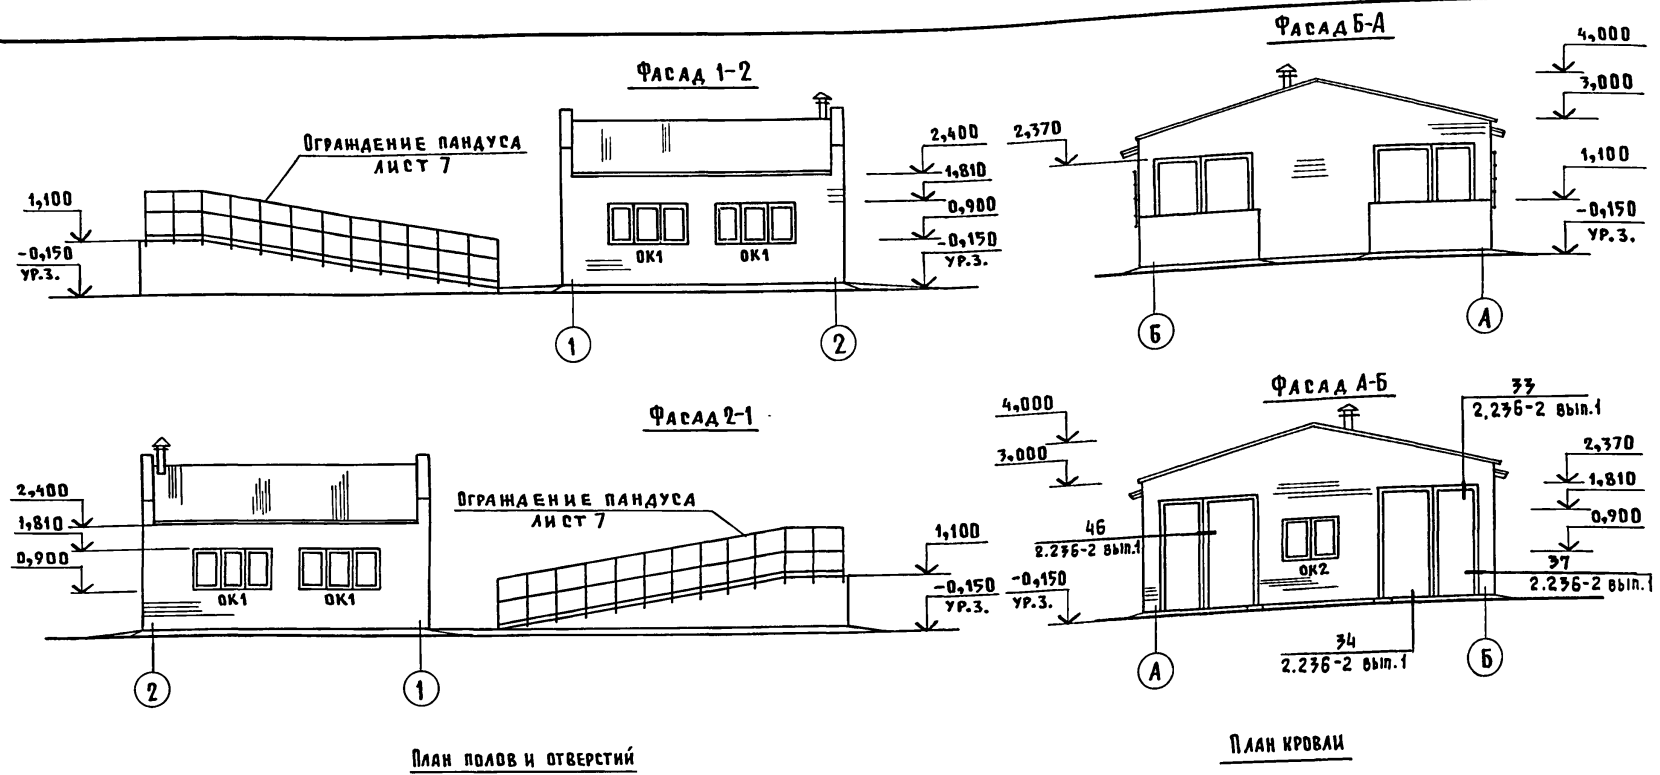 Фасад 1-2
Ограждение пандуса
лист 7
1,100
-0,150
ур.з.
ОК1
ОК1
2,400
1,810
0,900
-0,150
ур.з.
1
2
Фасад Б-А
2,370
4,000
3,000
1,100
-0,150
ур.з.
Б
А
Фасад 2-1
2,400
1,810
0,900
ОК1
ОК1
Ограждение пандуса
лист 7
1,100
-0,150
ур.з.
2
1
Фасад А-Б
4,000
3,000
-0,150
ур.з.
46
2.236-2 вып.1
ОК2
33
2.236-2 вып.1
2,370
1,810
0,900
37
2.236-2 вып.1
34
2.236-2 вып.1
А
Б
План полов и отверстий
План кровли